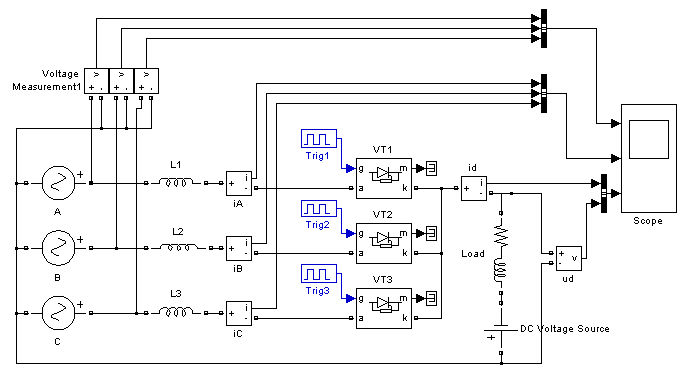 Voltage
Measurement1
v
v
v
+ -
+ -
+ -
L1
+
A
+ i
-
iA
Trig1
VT1
g m
a k
id
+ i
-
Scope
L2
+
B
+ i
-
iB
Trig2
VT2
g m
a k
Load
+ v
-
ud
L3
+
C
+ i
-
iC
Trig3
VT3
g m
a k
+
DC Voltage Source